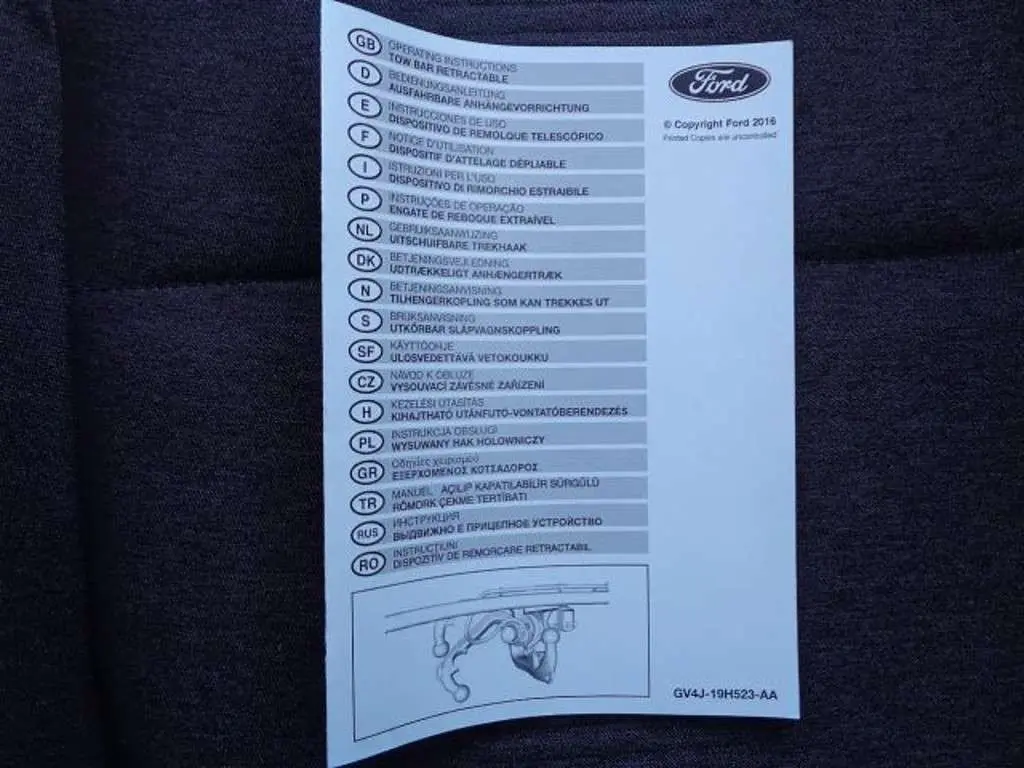 GB
OPERATING INSTRUCTIONS
TOW BAR RETRACTABLE
D
BEDIENUNGSANLEITUNG
AUSFAHRBARE ANHÄNGEVORRICHTUNG
E
INSTRUCCIONES DE USO
DISPOSITIVO DE REMOLQUE TELESCÓPICO
F
NOTICE D'UTILISATION
DISPOSITIF D'ATTELAGE DÉPLIABLE
I
ISTRUZIONI PER L'USO
DISPOSITIVO DI RIMORCHIO ESTRAIBILE
P
INSTRUÇÕES DE OPERAÇÃO
ENGATE DE REBOQUE EXTRAÍVEL
NL
GEBRUIKSAANWIJZING
UITSCHUIFBARE TREKHAAK
DK
BETJENINGSVEJLEDNING
UDTRÆKKELIGT ANHÆNGERTRÆK
N
BETJENINGSANVISNING
TILHENGERKOPLING SOM KAN TREKKES UT
S
BRUKSANVISNING
UTKÖRBAR SLÄPVAGNSKOPPLING
SF
KÄYTTÖOHJE
ULOSVEDETTÄVÄ VETOKOUKKU
CZ
NÁVOD K OBLUZE
VYSOUVACÍ ZÁVĚSNÉ ZAŘÍZENÍ
H
KEZELÉSI UTASÍTÁS
KIHAJTHATÓ UTÁNFUTÓ-VONTATÓBERENDEZÉS
PL
INSTRUKCJA OBSŁUGI
WYSUWANY HAK HOLOWNICZY
GR
Οδηγίες χειρισμού
ΕΞΕΡΧΟΜΕΝΟΣ ΚΟΤΣΑΔΟΡΟΣ
TR
MANUEL AÇILIP KAPATILABİLİR SÜRGÜLÜ
RÖMORK ÇEKME TERTİBATI
RUS
ИНСТРУКЦИЯ
ВЫДВИЖНО Е ПРИЦЕПНОЕ УСТРОЙСТВО
RO
INSTRUCŢIUNI
DISPOZITIV DE REMORCARE RETRACTABIL
Ford
© Copyright Ford 2016
Printed Copies are uncontrolled
GV4J-19H523-AA